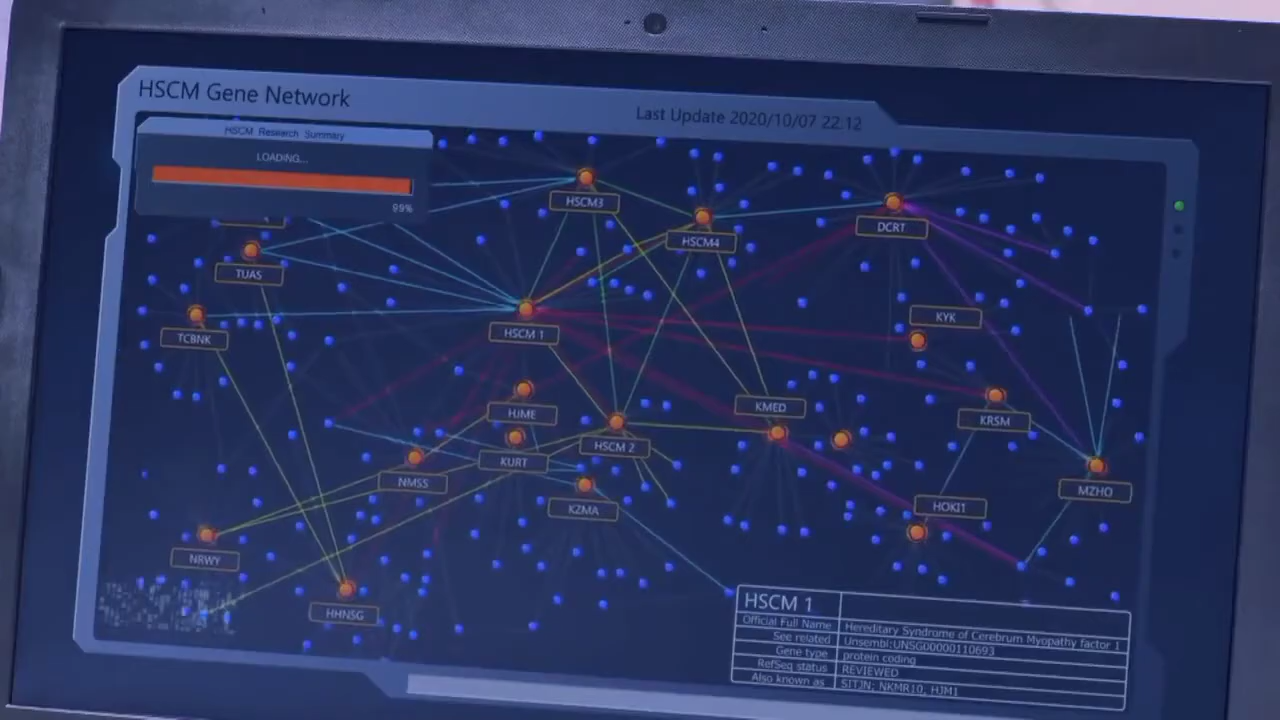 HSCM Gene Network
Last Update 2020/10/07 22.12
HSCM Research Summary
LOADING...
99%
HSCM3
HSCM4
DCRT
TUAS
KYK
HSCM 1
TCBNK
HJME
KMED
KRSM
HSCM 2
KURT
NMSS
MZHO
KZMA
HOKI1
NRWY
HHNSG
HSCM 1
Official Full Name Hereditary Syndrome of Cerebrum Myopathy factor 1
See related Unsembl:UNSG00000110693
Gene type protein coding
RefSeq status REVIEWED
Also known as SITJN; NKMR10, HJM1